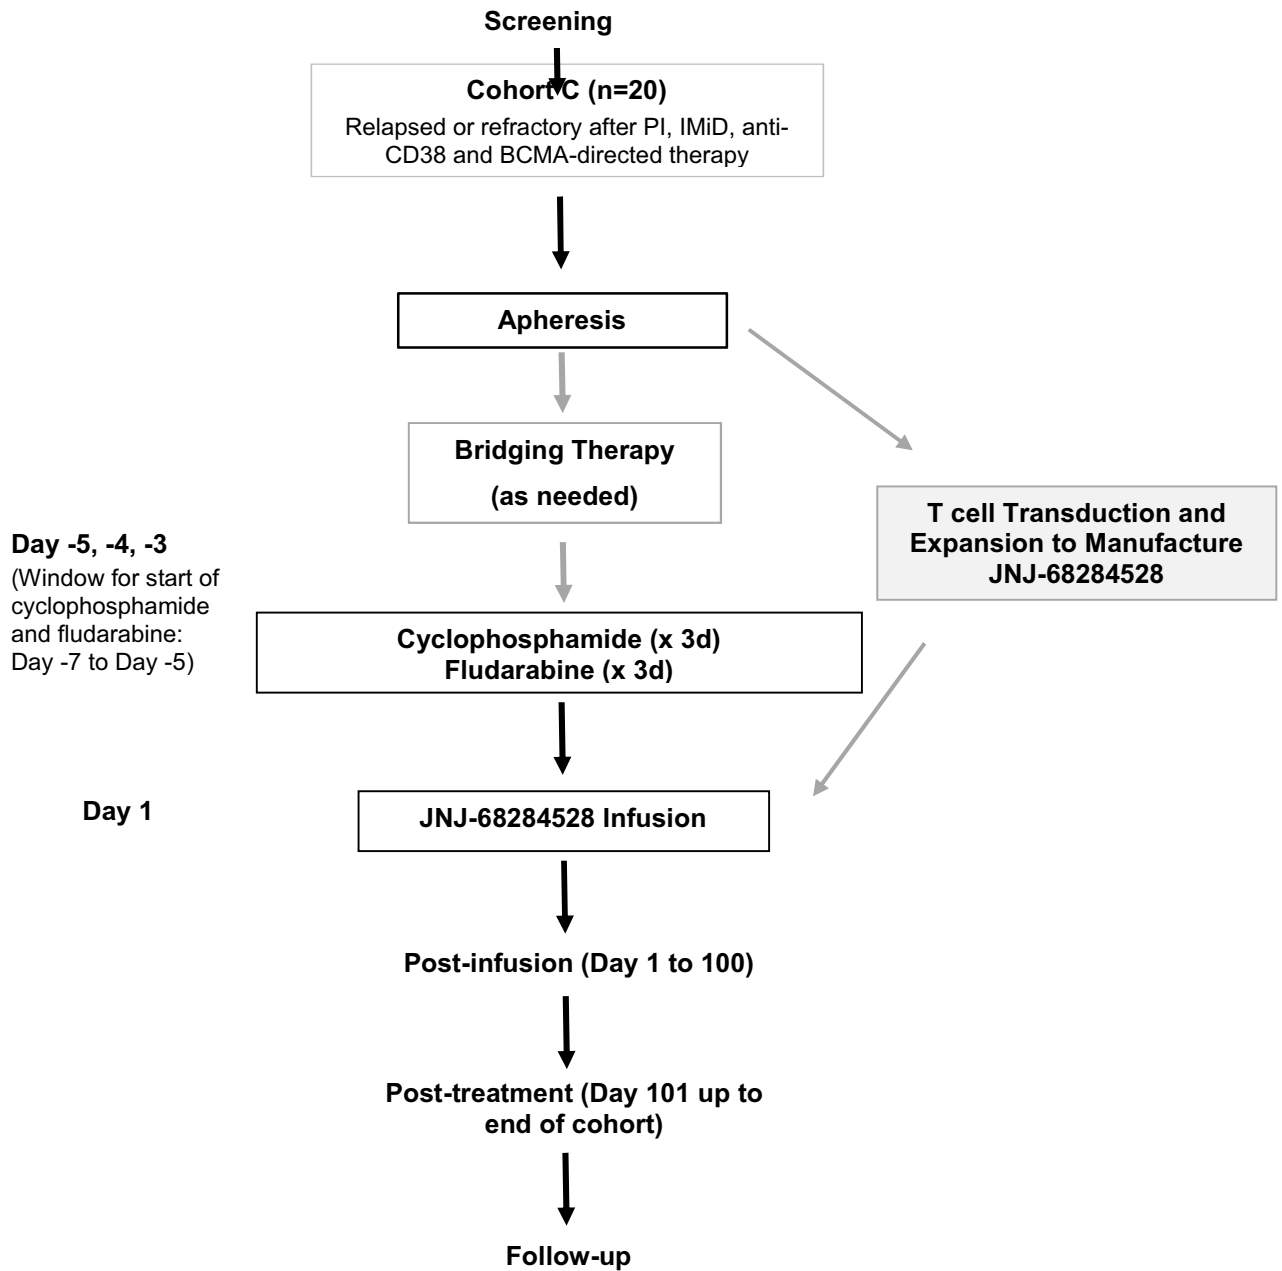 Screening
Cohort C (n=20)
Relapsed or refractory after PI, IMiD, anti-
CD38 and BCMA-directed therapy
Apheresis
Bridging Therapy
(as needed)
T cell Transduction and
Expansion to Manufacture
JNJ-68284528
Day -5, -4, -3
(Window for start of
cyclophosphamide
and fludarabine:
Day -7 to Day -5)
Cyclophosphamide (x 3d)
Fludarabine (x 3d)
Day 1
JNJ-68284528 Infusion
Post-infusion (Day 1 to 100)
Post-treatment (Day 101 up to
end of cohort)
Follow-up